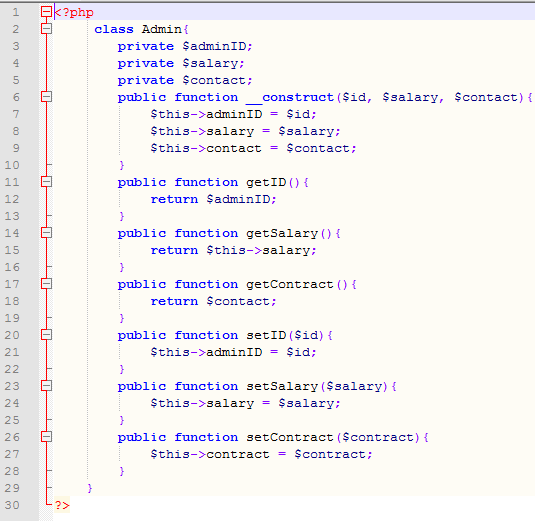 1 <?php
2 class Admin{
3 private $adminID;
4 private $salary;
5 private $contact;
6 public function __construct($id, $salary, $contact){
7 $this->adminID = $id;
8 $this->salary = $salary;
9 $this->contact = $contact;
10 }
11 public function getID(){
12 return $adminID;
13 }
14 public function getSalary(){
15 return $this->salary;
16 }
17 public function getContract(){
18 return $contact;
19 }
20 public function setID($id){
21 $this->adminID = $id;
22 }
23 public function setSalary($salary){
24 $this->salary = $salary;
25 }
26 public function setContract($contract){
27 $this->contract = $contract;
28 }
29 }
30 ?>